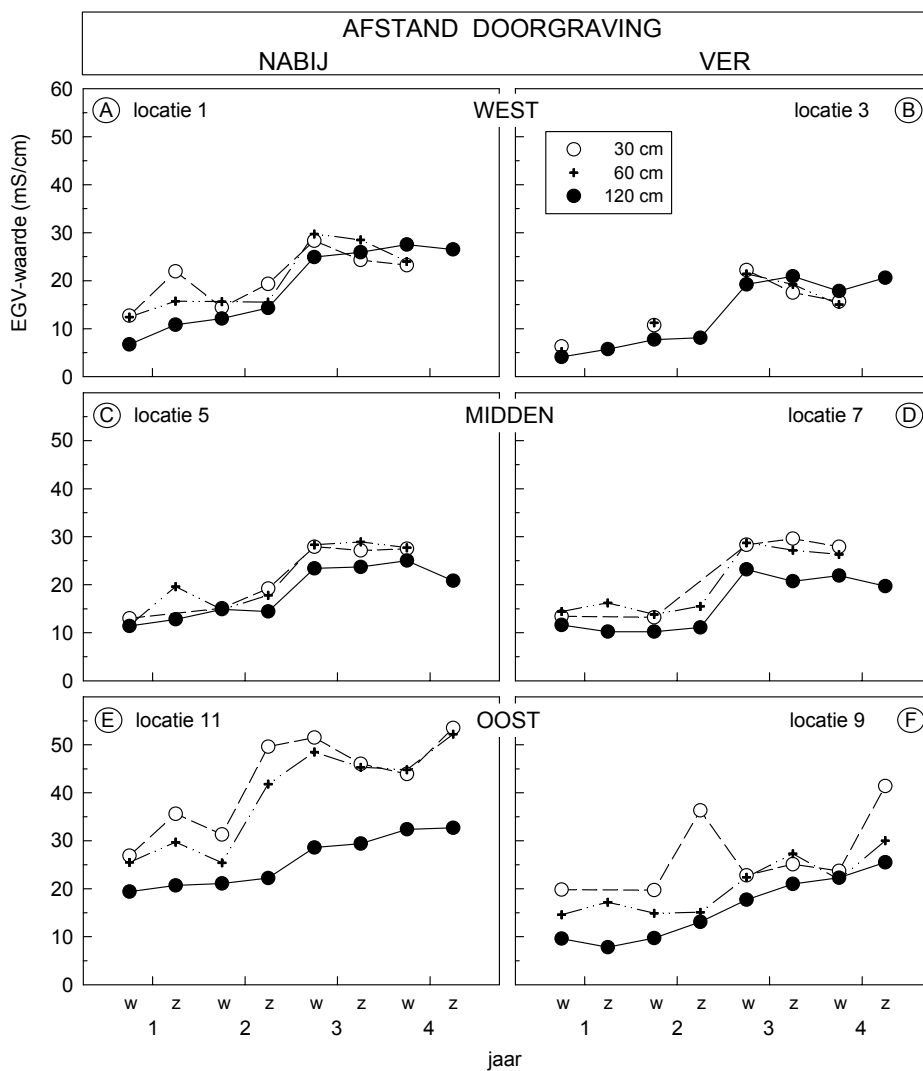 AFSTAND DOORGRAVING
NABIJ VER
A locatie 1 WEST locatie 3 B
30 cm
60 cm
120 cm
EGV-waarde (mS/cm)
60
50
40
30
20
10
0
C locatie 5 MIDDEN locatie 7 D
50
40
30
20
10
0
E locatie 11 OOST locatie 9 F
50
40
30
20
10
0
w z w z w z w z w z w z w z w z
1 2 3 4 1 2 3 4
jaar